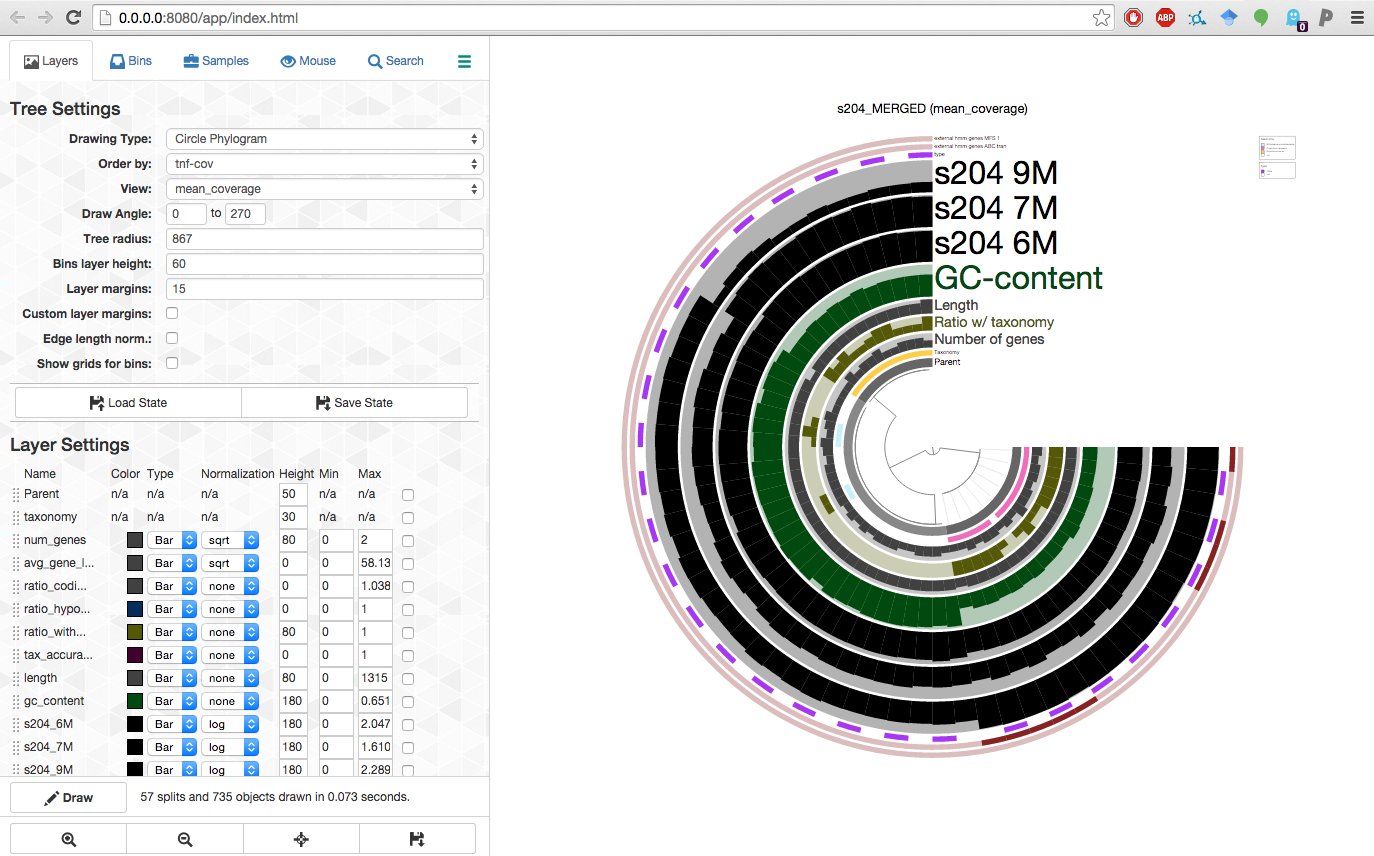 0.0.0.0:8080/app/index.html
ABP
0
Layers Bins Samples Mouse Search
Tree Settings
Drawing Type: Circle Phylogram
Order by: tnf-cov
View: mean_coverage
Draw Angle: 0 to 270
Tree radius: 867
Bins layer height: 60
Layer margins: 15
Custom layer margins:
Edge length norm.:
Show grids for bins:
Load State Save State
Layer Settings
Name Color Type Normalization Height Min Max
Parent n/a n/a n/a 50 n/a n/a
taxonomy n/a n/a n/a 30 n/a n/a
num_genes Bar sqrt 80 0 2
avg_gene_l... Bar sqrt 0 0 58.13
ratio_codi... Bar none 0 0 1.038
ratio_hypo... Bar none 0 0 1
ratio_with... Bar none 80 0 1
tax_accura... Bar none 0 0 1
length Bar none 80 0 1315
gc_content Bar none 180 0 0.651
s204_6M Bar log 180 0 2.047
s204_7M Bar log 180 0 1.610
s204_9M Bar log 180 0 2.289
Draw 57 splits and 735 objects drawn in 0.073 seconds.
s204_MERGED (mean_coverage)
external hmm genes MFS 1
external hmm genes ABC tran
type
s204 9M
s204 7M
s204 6M
GC-content
Length
Ratio w/ taxonomy
Number of genes
Taxonomy
Parent